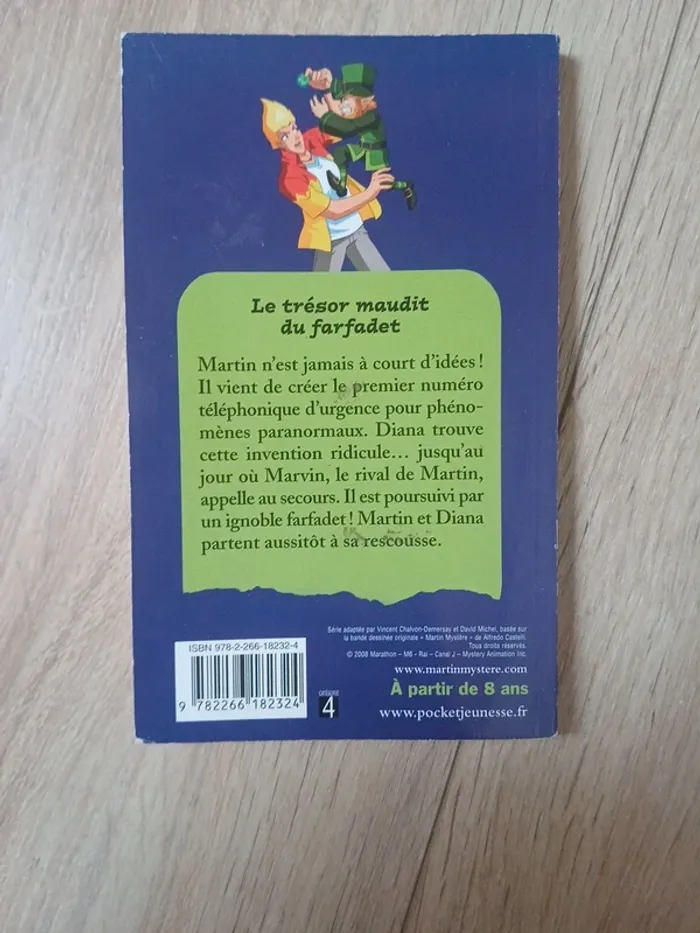 Le trésor maudit
du farfadet
Martin n'est jamais à court d'idées !
Il vient de créer le premier numéro
téléphonique d'urgence pour phéno-
mènes paranormaux. Diana trouve
cette invention ridicule… jusqu'au
jour où Marvin, le rival de Martin,
appelle au secours. Il est poursuivi par
un ignoble farfadet ! Martin et Diana
partent aussitôt à sa rescousse.
Série adaptée par Vincent Chalvon-Demersay et David Michel, basée sur
la bande dessinée originale « Martin Mystère » de Alfredo Castelli.
Tous droits réservés.
© 2008 Marathon – M6 – Rai – Canal J – Mystery Animation Inc.
ISBN 978-2-266-18232-4
9 782266 182324
catégorie
4
www.martinmystere.com
À partir de 8 ans
www.pocketjeunesse.fr